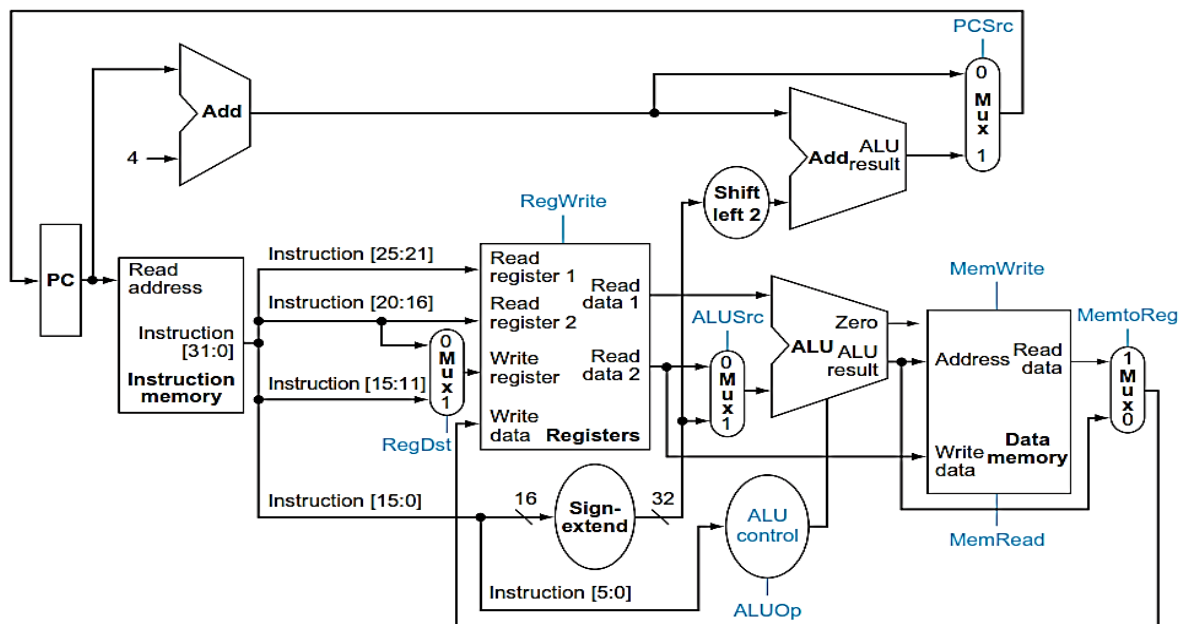 PCSrc
0
Mux
1
Add
4
Add
ALU
result
Shift
left 2
RegWrite
PC
Read
address
Instruction
[31:0]
Instruction
memory
Instruction [25:21]
Instruction [20:16]
Instruction [15:11]
0
Mux
1
RegDst
Read
register 1
Read
register 2
Write
register
Write
data
Read
data 1
Read
data 2
Registers
ALUSrc
0
Mux
1
Zero
ALU
ALU
result
MemWrite
Address
Read
data
Write
data
Data
memory
MemRead
MemtoReg
1
Mux
0
Instruction [15:0]
16
Sign-
extend
32
ALU
control
Instruction [5:0]
ALUOp